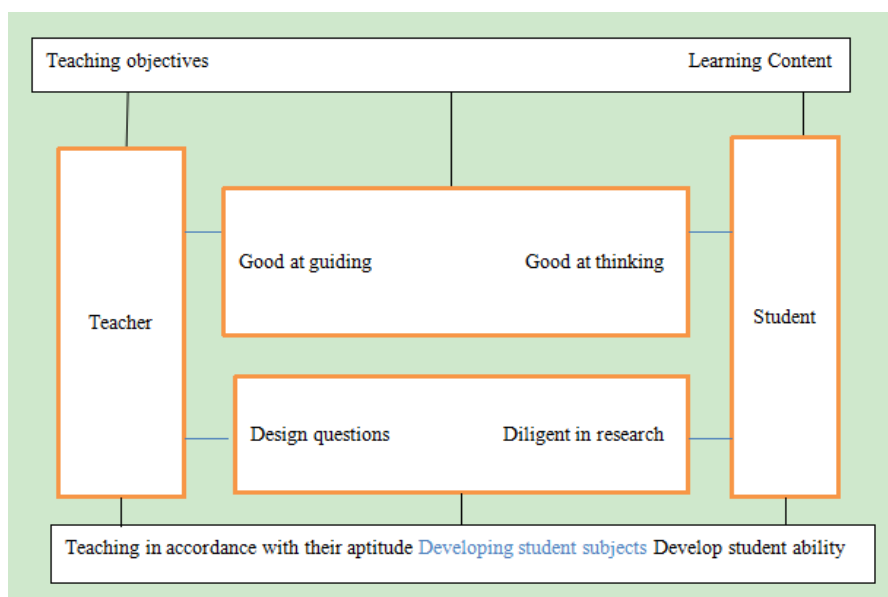 Teaching objectives Learning Content
Good at guiding Good at thinking
Teacher Student
Design questions Diligent in research
Teaching in accordance with their aptitude Developing student subjects Develop student ability